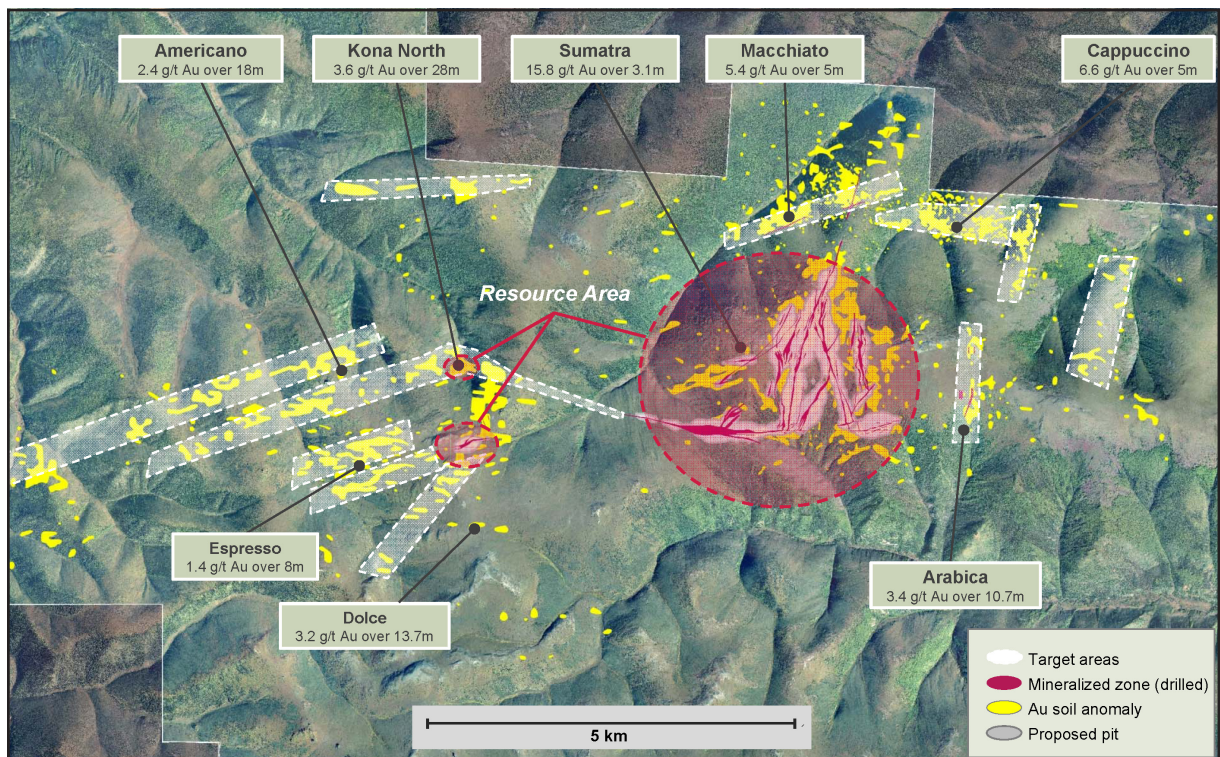 Americano
2.4 g/t Au over 18m
Kona North
3.6 g/t Au over 28m
Sumatra
15.8 g/t Au over 3.1m
Macchiato
5.4 g/t Au over 5m
Cappuccino
6.6 g/t Au over 5m
Resource Area
Espresso
1.4 g/t Au over 8m
Dolce
3.2 g/t Au over 13.7m
Arabica
3.4 g/t Au over 10.7m
Target areas
Mineralized zone (drilled)
Au soil anomaly
Proposed pit
5 km